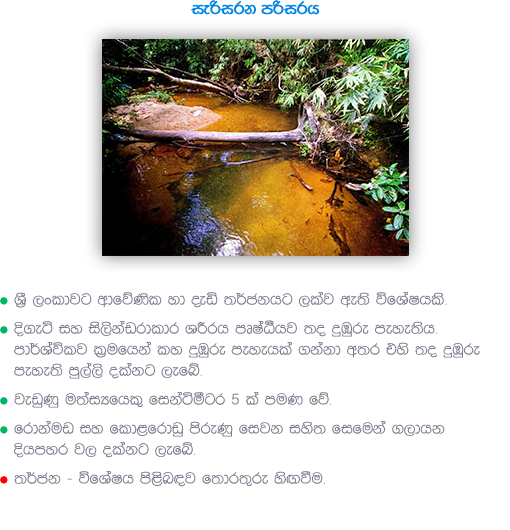 සැරිසරන පරිසරය
ශ්‍රී ලංකාවට ආවේණික හා දැඩි තර්ජනයට ලක්ව ඇති විශේෂයකි.
දිගැටි සහ සිලින්ඩරාකාර ශරීරය පෘෂ්ඨීයව තද දුඹුරු පැහැතිය.
පාර්ශ්විකව ක්‍රමයෙන් කහ දුඹුරු පැහැයක් ගන්නා අතර එහි තද දුඹුරු
පැහැති පුල්ලි දක්නට ලැබේ.
වැඩුණු මත්ස්‍යයෙකු සෙන්ටිමීටර 5 ක් පමණ වේ.
රොන්මඩ සහ කොළරොඩු පිරුණු සෙවන සහිත සෙමෙන් ගලායන
දියපහර වල දක්නට ලැබේ.
තර්ජන - විශේෂය පිළිබඳව තොරතුරු හිඟවීම.